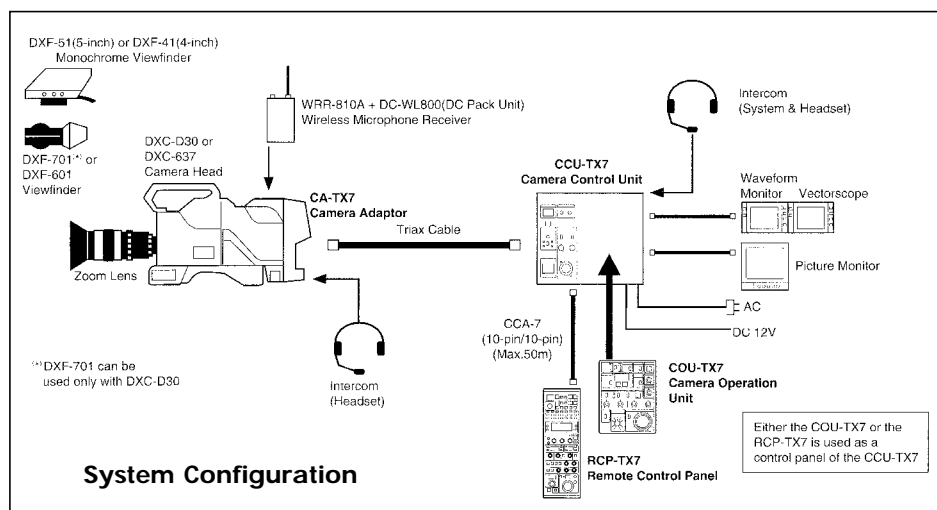 DXF-51(5-inch) or DXF-41(4-inch)
Monochrome Viewfinder
WRR-810A + DC-WL800(DC Pack Unit)
Wireless Microphone Receiver
Intercom
(System & Headset)
DXF-701(*) or
DXF-601
Viewfinder
DXC-D30 or
DXC-637
Camera Head
CA-TX7
Camera Adaptor
CCU-TX7
Camera Control Unit
Waveform
Monitor
Vectorscope
Triax Cable
Zoom Lens
Picture Monitor
AC
DC 12V
CCA-7
(10-pin/10-pin)
(Max.50m)
(*)DXF-701 can be
used only with DXC-D30
Intercom
(Headset)
COU-TX7
Camera Operation
Unit
RCP-TX7
Remote Control Panel
Either the COU-TX7 or the
RCP-TX7 is used as a
control panel of the CCU-TX7
System Configuration